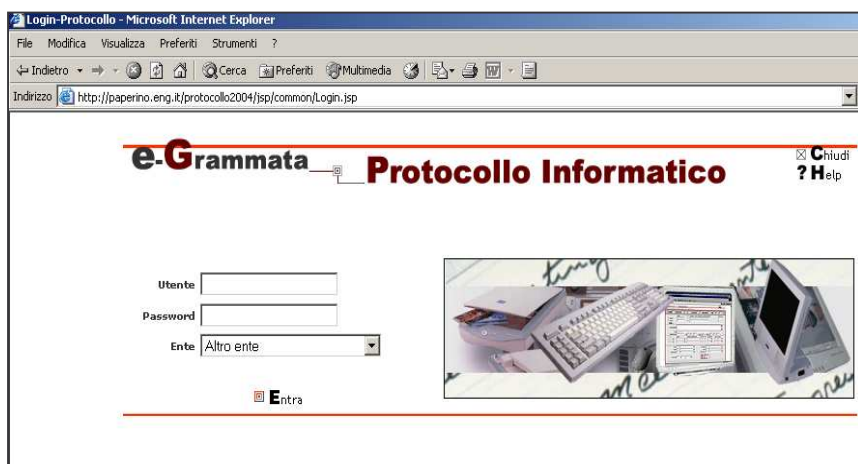 Login-Protocollo - Microsoft Internet Explorer
File Modifica Visualizza Preferiti Strumenti ?
Indietro Cerca Preferiti Multimedia
Indirizzo http://paperino.eng.it/protocollo2004/jsp/common/Login.jsp
e-Grammata Protocollo Informatico
Chiudi
? Help
Utente
Password
Ente Altro ente
Entra